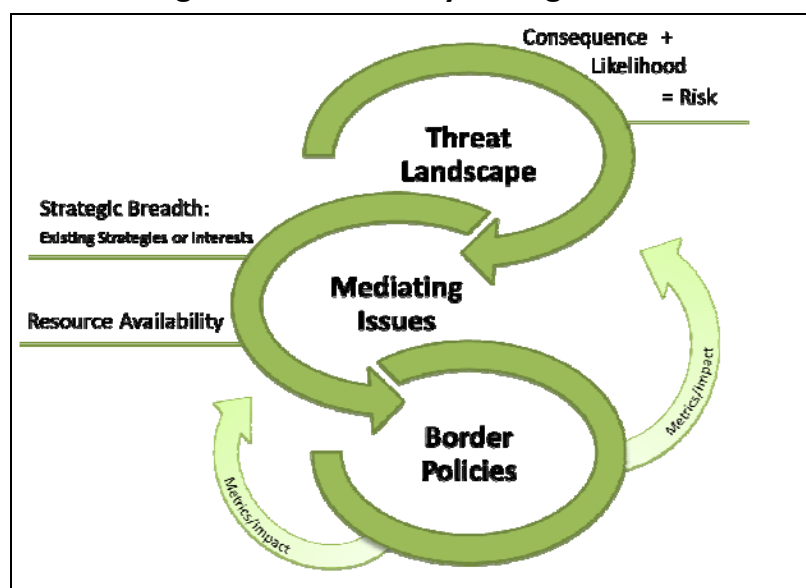 Consequence +
Likelihood
= Risk
Threat
Landscape
Strategic Breadth:
Existing Strategies or Interests
Mediating
Issues
Resource Availability
Metrics/Impact
Border
Policies
Metrics/Impact